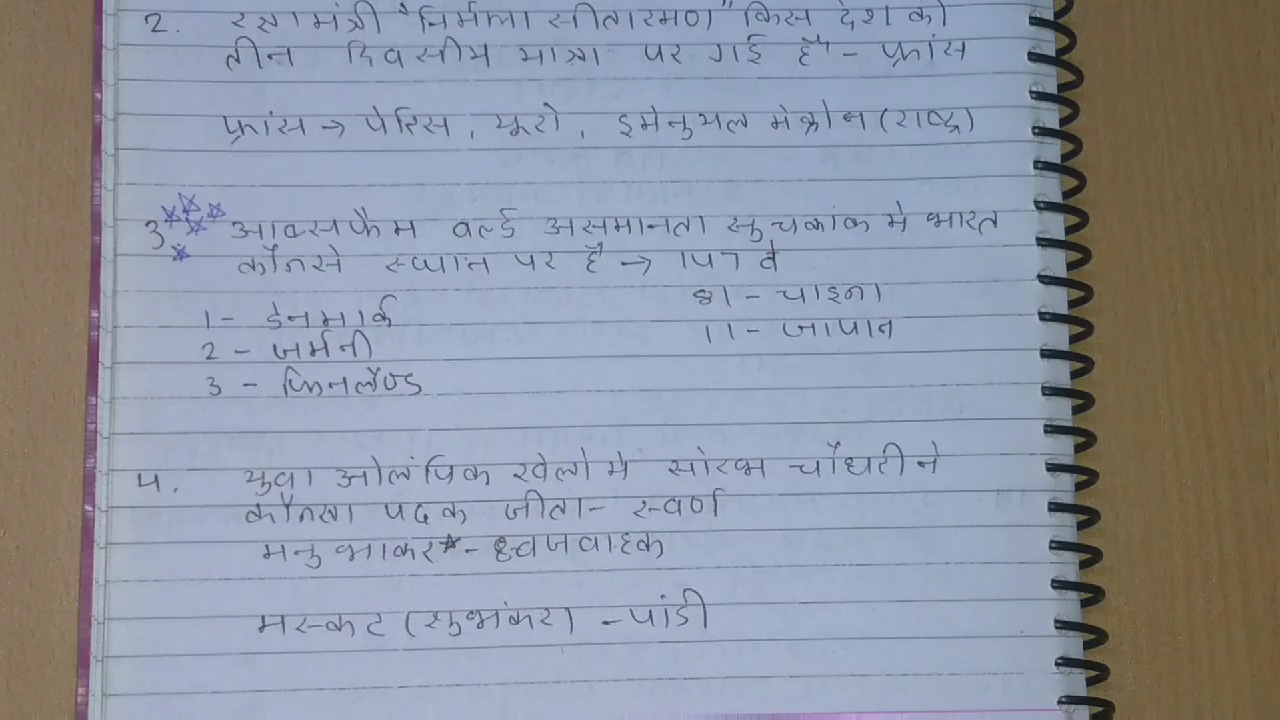 2. रक्षामंत्री "निर्मला सीतारमण" किस देश की
तीन दिवसीय यात्रा पर गई है - फ्रांस
फ्रांस → पेरिस, यूरो, इमेनुयल मेक्रोन (राष्ट्र)
3 आक्सफैम वर्ल्ड असमानता सुचकांक मे भारत
कौनसे स्थान पर है → 147 वे
1 - डेनमार्क
81 - चाइना
2 - जर्मनी
11 - जापान
3 - फिनलैण्ड
4. युवा ओलंपिक खेलो मे सोरभ चौधरी ने
कौनसा पदक जीता - स्वर्ण
मनु भाकर - ध्वजवाहक
मस्कट (सुभंकर) - पांडी